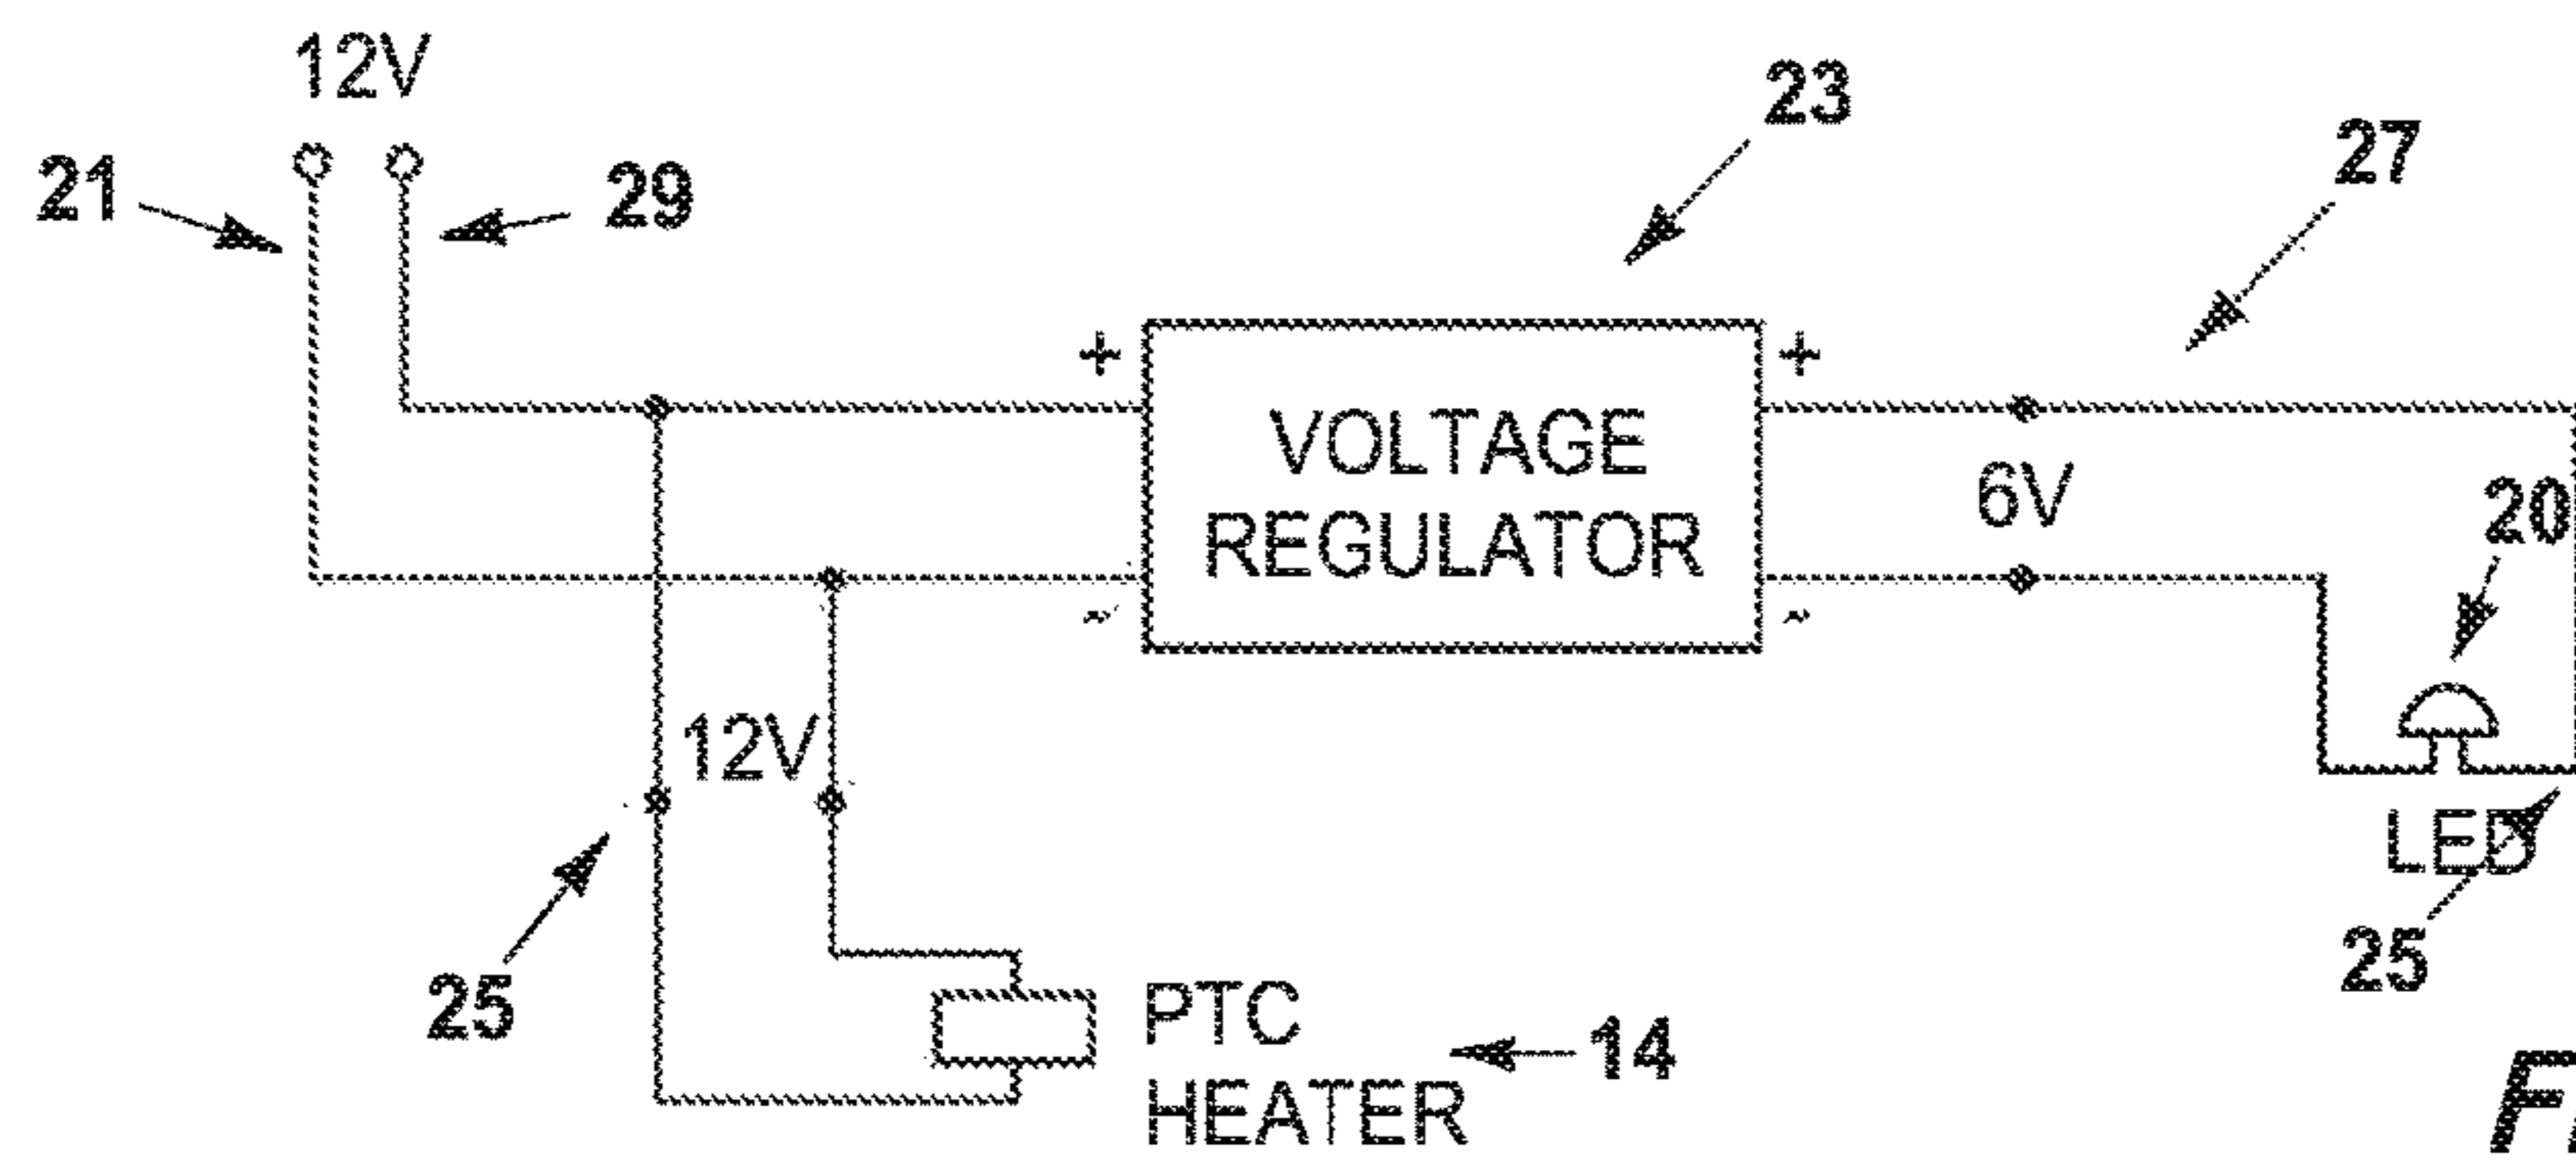 12V
21
29
23
27
+
+
VOLTAGE
REGULATOR
6V
20
-
-
12V
LED
25
25
PTC
HEATER
14